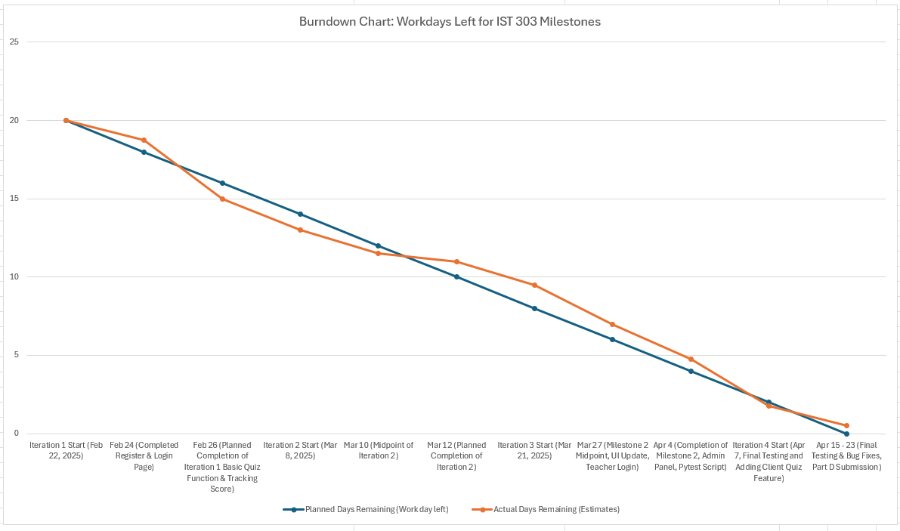 Burndown Chart: Workdays Left for IST 303 Milestones
25
20
15
10
5
0
Iteration 1 Start (Feb
22, 2025)
Feb 24 (Completed
Register & Login
Page)
Feb 26 (Planned
Completion of
Iteration 1 Basic Quiz
Function & Tracking
Score)
Iteration 2 Start (Mar
8, 2025)
Mar 10 (Midpoint of
Iteration 2)
Mar 12 (Planned
Completion of
Iteration 2)
Iteration 3 Start (Mar
21, 2025)
Mar 27 (Milestone 2
Midpoint, UI Update,
Teacher Login)
Apr 4 (Completion of
Milestone 2, Admin
Panel, Pytest Script)
Iteration 4 Start (Apr
7, Final Testing and
Adding Client Quiz
Feature)
Apr 15 - 23 (Final
Testing & Bug Fixes,
Part D Submission)
Planned Days Remaining (Work day left)
Actual Days Remaining (Estimates)